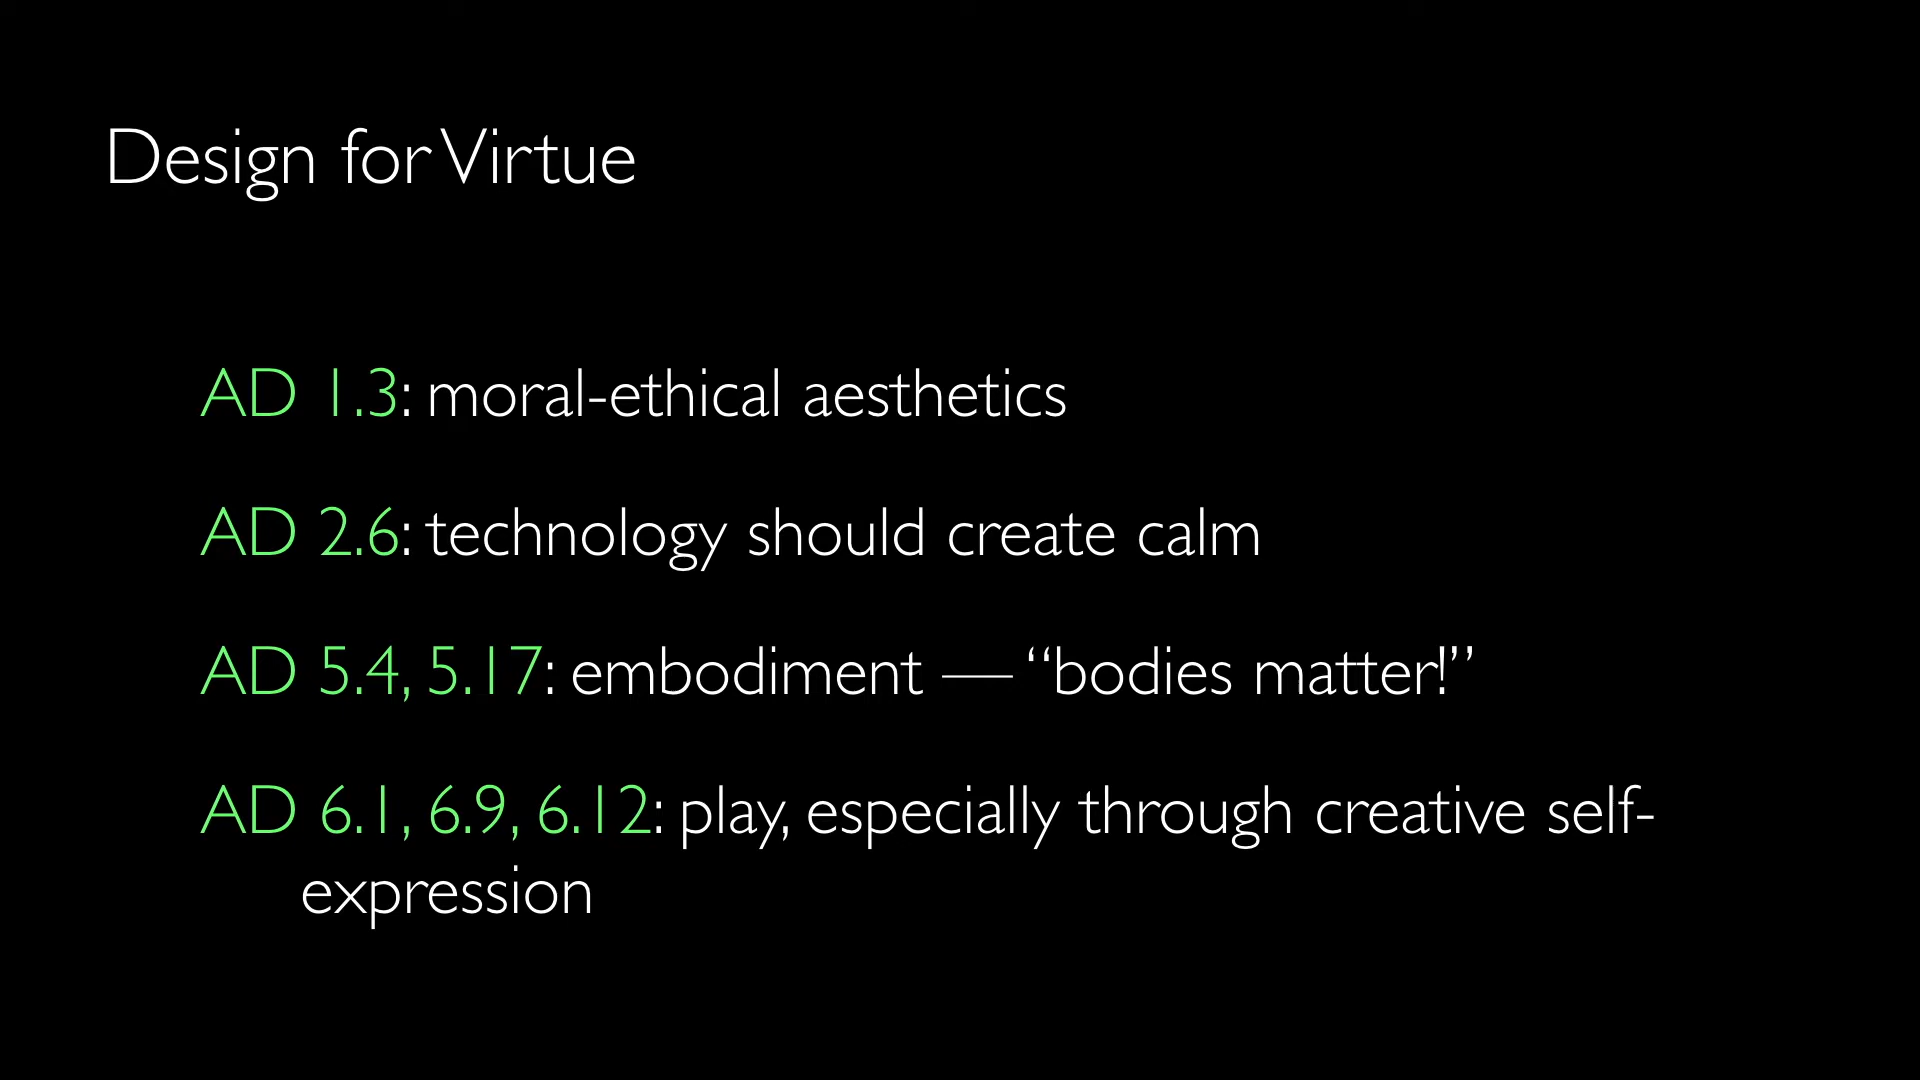 Design for Virtue
AD 1.3: moral-ethical aesthetics
AD 2.6: technology should create calm
AD 5.4, 5.17: embodiment — “bodies matter!”
AD 6.1, 6.9, 6.12: play, especially through creative self-
expression